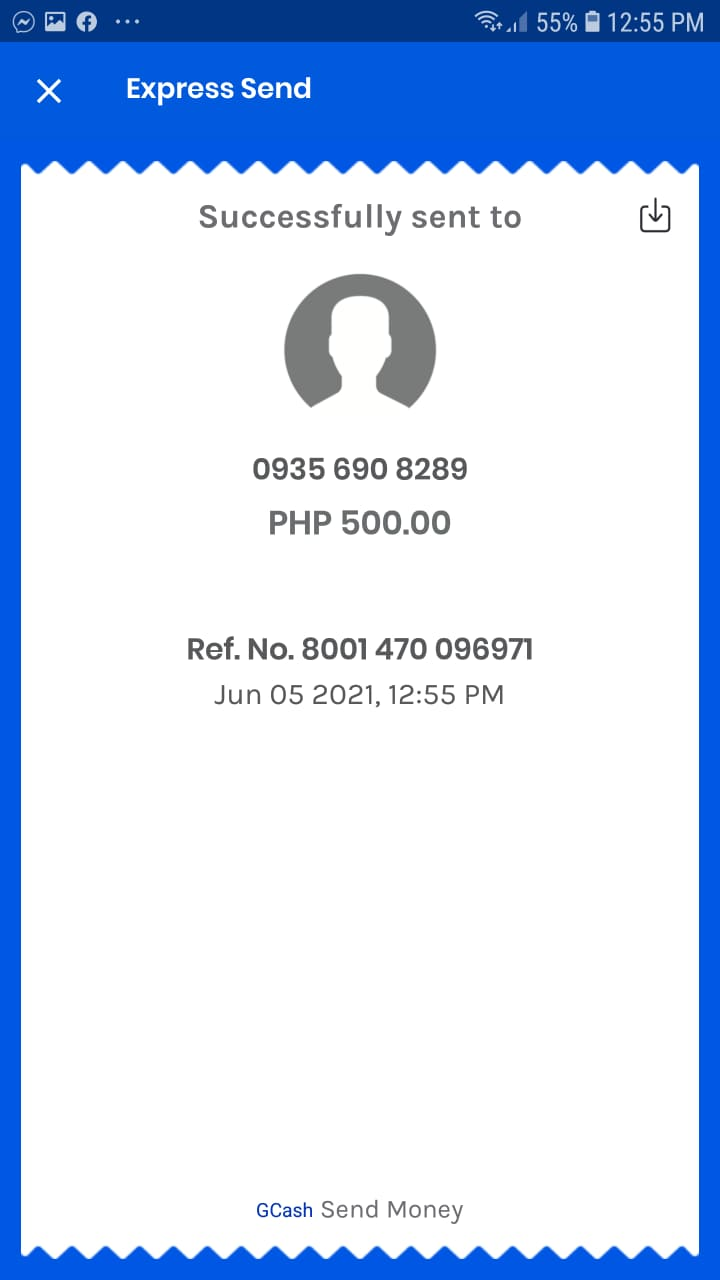 55% 12:55 PM
Express Send
Successfully sent to
0935 690 8289
PHP 500.00
Ref. No. 8001 470 096971
Jun 05 2021, 12:55 PM
GCash Send Money